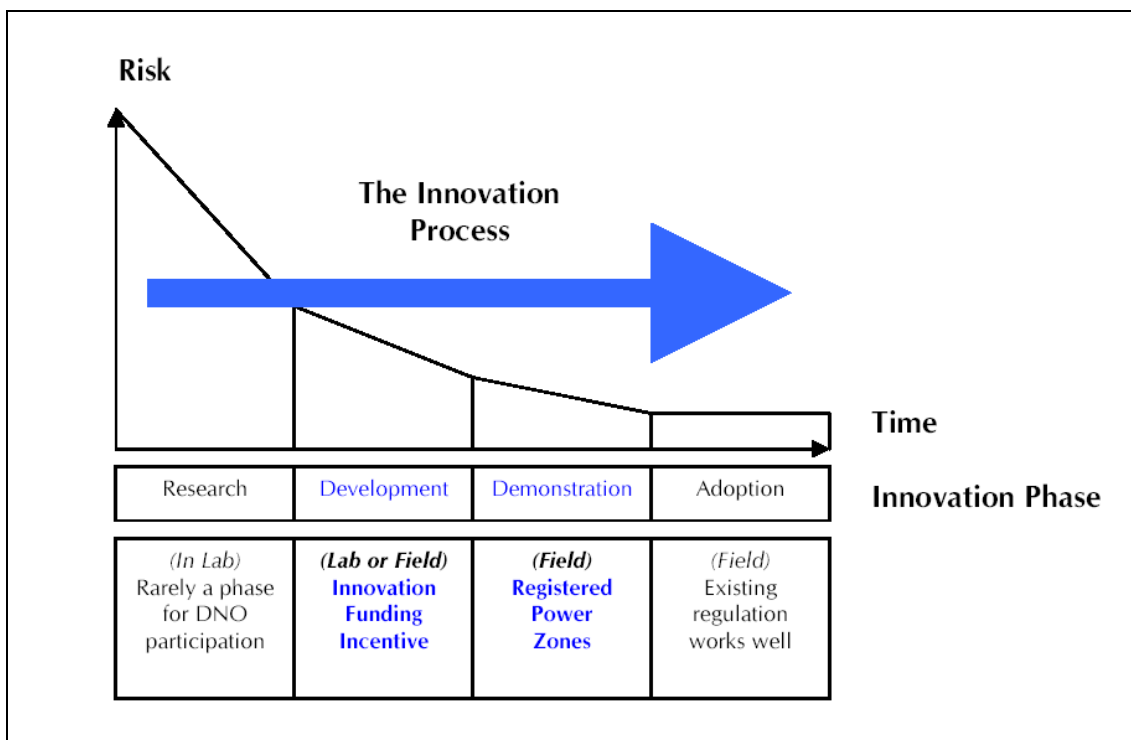 Risk
The Innovation
Process
Time
Research
Development
Demonstration
Adoption
Innovation Phase
(In Lab)
Rarely a phase
for DNO
participation
(Lab or Field)
Innovation
Funding
Incentive
(Field)
Registered
Power
Zones
(Field)
Existing
regulation
works well